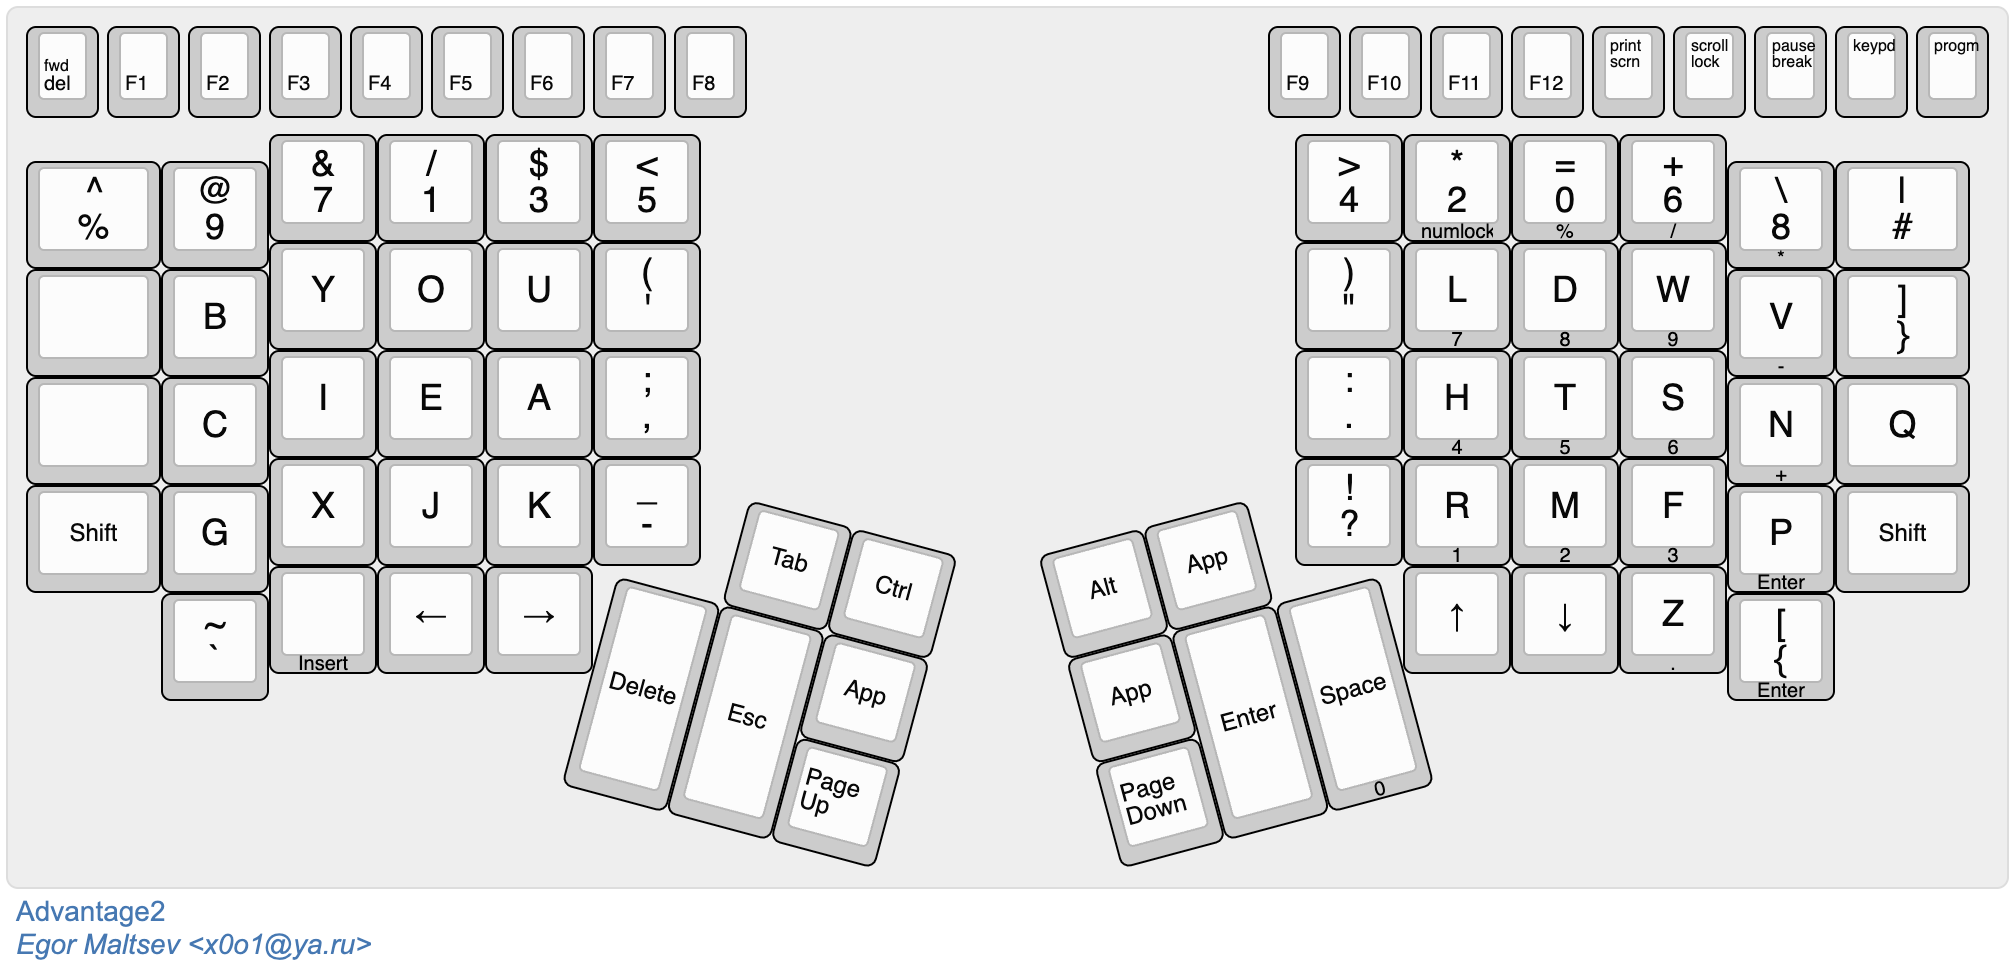 fwd
del
F1
F2
F3
F4
F5
F6
F7
F8
F9
F10
F11
F12
print
scrn
scroll
lock
pause
break
keypd
progm
^
%
@
9
&
7
/
1
$
3
<
5
>
4
*
2
numlock
=
0
%
+
6
/
\
8
*
|
#
B
Y
O
U
(
'
)
"
L
7
D
8
W
9
V
-
]
}
C
I
E
A
;
,
:
.
H
4
T
5
S
6
N
+
Q
Shift
G
X
J
K
_
-
!
?
R
1
M
2
F
3
P
Enter
Shift
~
`
Insert
←
→
↑
↓
Z
.
[
{
Enter
Tab
Ctrl
Alt
App
Delete
Esc
App
App
Enter
Space
0
Page
Up
Page
Down
Advantage2
Egor Maltsev <x0o1@ya.ru>